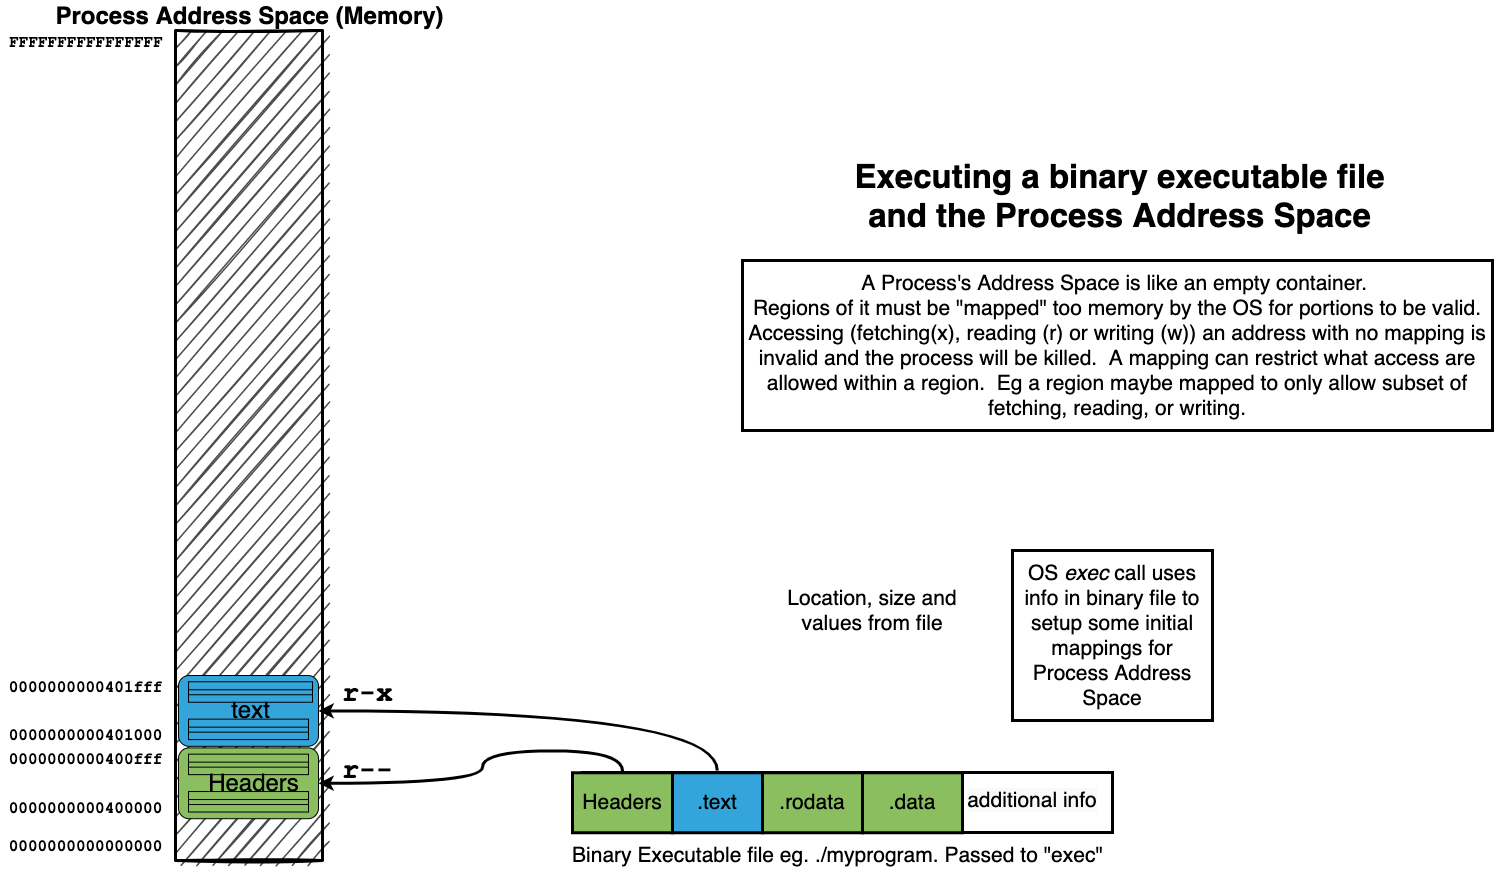 Process Address Space (Memory)
FFFFFFFFFFFFFFFF
Executing a binary executable file
and the Process Address Space
A Process's Address Space is like an empty container.
Regions of it must be "mapped" too memory by the OS for portions to be valid.
Accessing (fetching(x), reading (r) or writing (w)) an address with no mapping is
invalid and the process will be killed.  A mapping can restrict what access are
allowed within a region.  Eg a region maybe mapped to only allow subset of
fetching, reading, or writing.
Location, size and
values from file
OS exec call uses
info in binary file to
setup some initial
mappings for
Process Address
Space
0000000000401fff
r-x
text
0000000000401000
0000000000400fff
r--
Headers
0000000000400000
0000000000000000
Headers .text .rodata .data additional info
Binary Executable file eg. ./myprogram. Passed to "exec"